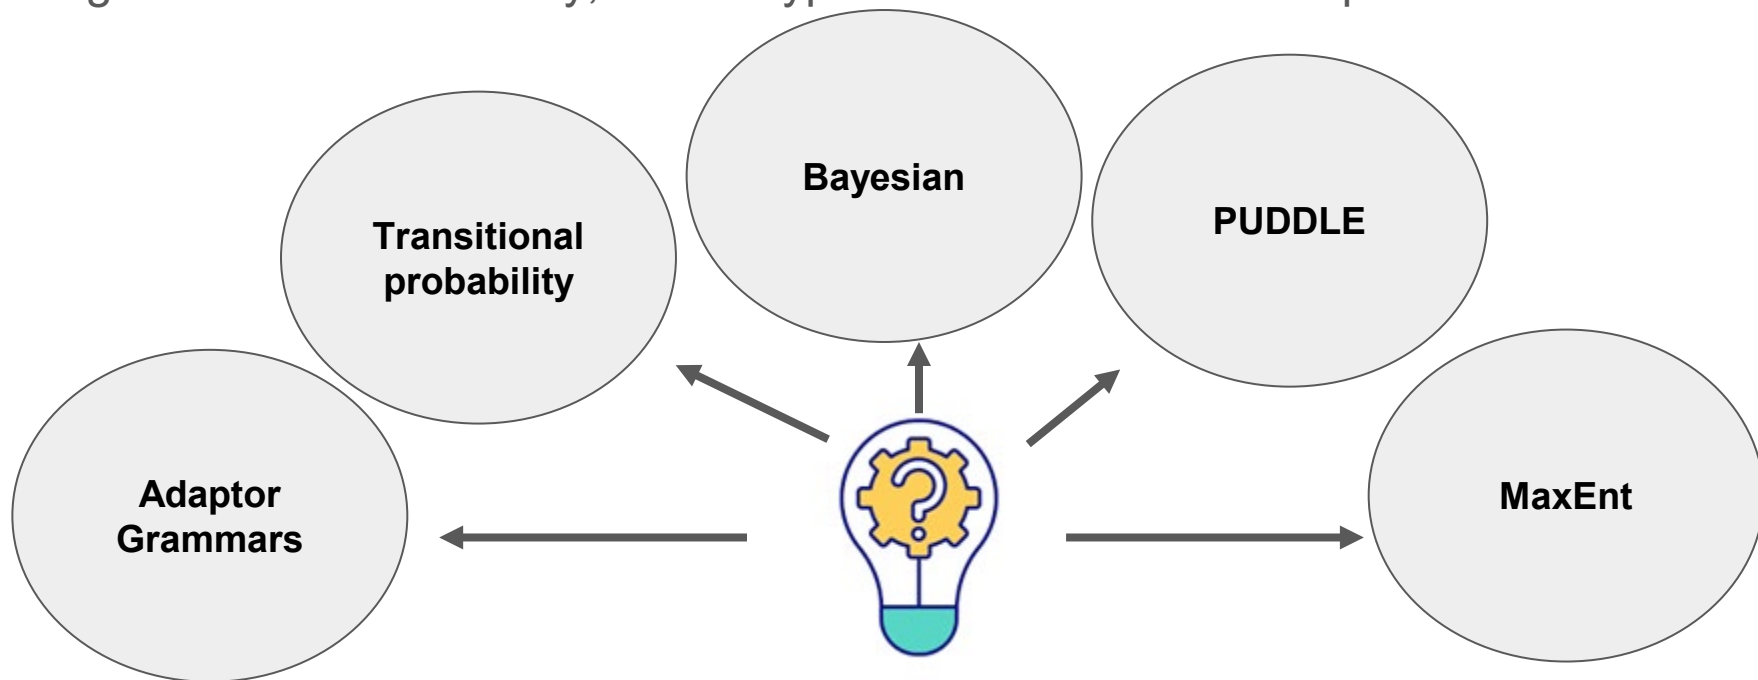 Transitional
probability
Bayesian
PUDDLE
Adaptor
Grammars
MaxEnt
?